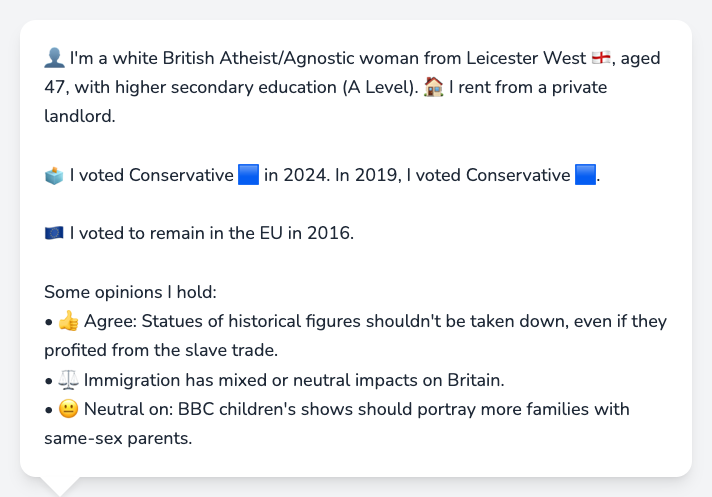 👤 I'm a white British Atheist/Agnostic woman from Leicester West 🏴󠁧󠁢󠁥󠁮󠁧󠁿, aged
47, with higher secondary education (A Level). 🏠 I rent from a private
landlord.
🗳️ I voted Conservative 🟦 in 2024. In 2019, I voted Conservative 🟦.
🇪🇺 I voted to remain in the EU in 2016.
Some opinions I hold:
• 👍 Agree: Statues of historical figures shouldn't be taken down, even if they
profited from the slave trade.
• ⚖️ Immigration has mixed or neutral impacts on Britain.
• 😐 Neutral on: BBC children's shows should portray more families with
same-sex parents.